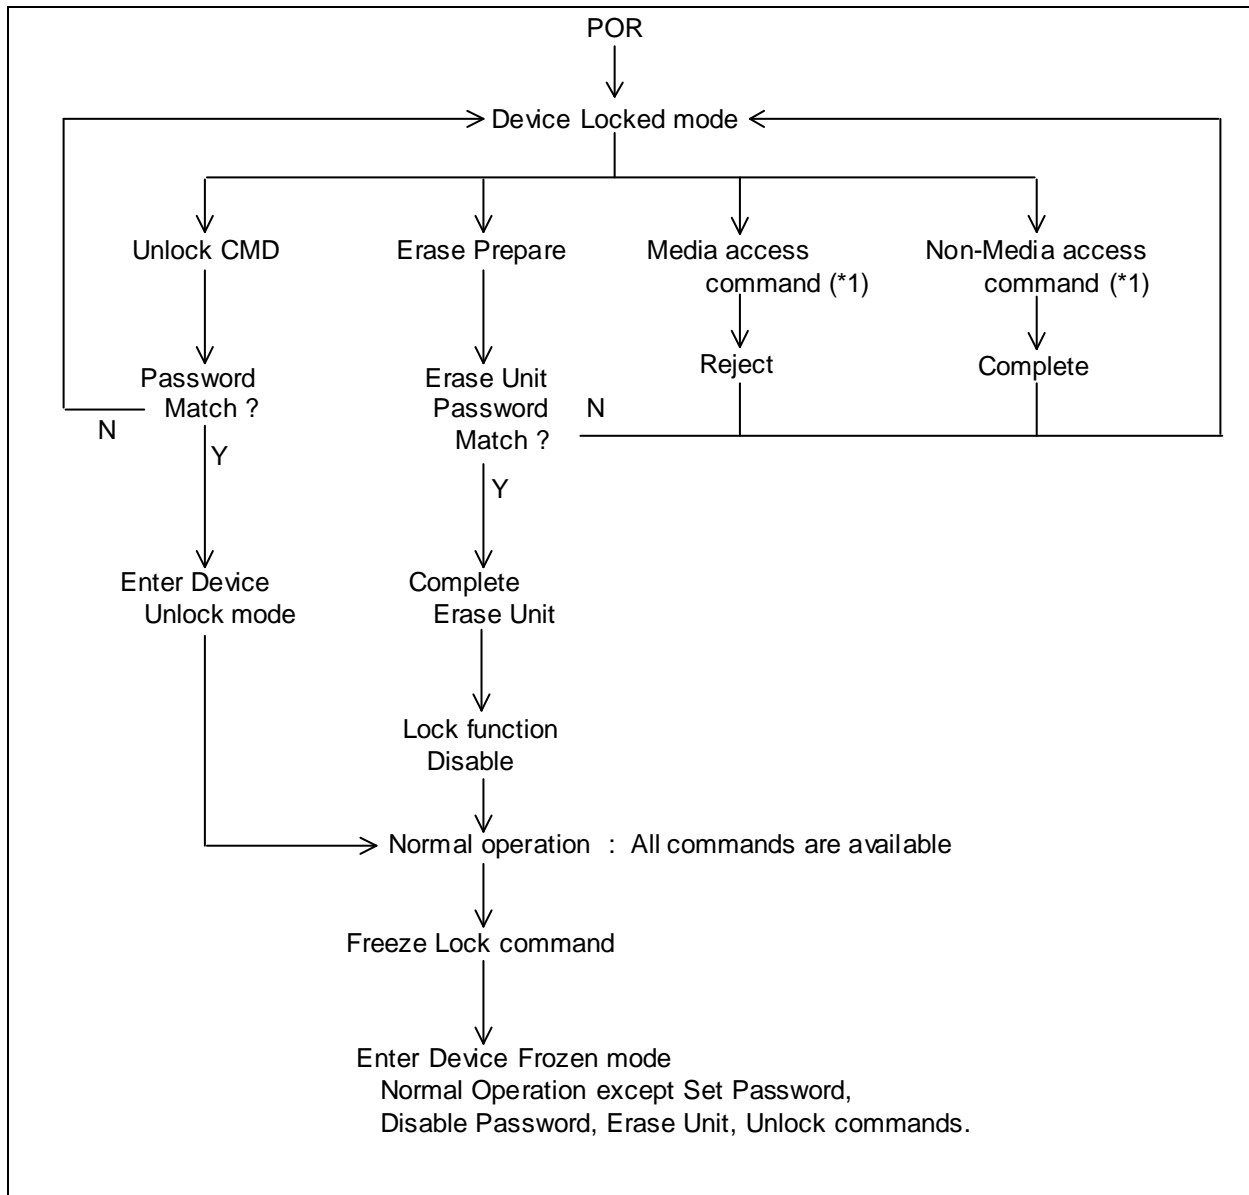 POR
Device Locked mode
Unlock CMD
Erase Prepare
Media access
command (*1)
Non-Media access
command (*1)
Password
Match ?
N
Y
Erase Unit
Password
Match ?
N
Y
Reject
Complete
Enter Device
Unlock mode
Complete
Erase Unit
Lock function
Disable
Normal operation : All commands are available
Freeze Lock command
Enter Device Frozen mode
Normal Operation except Set Password,
Disable Password, Erase Unit, Unlock commands.